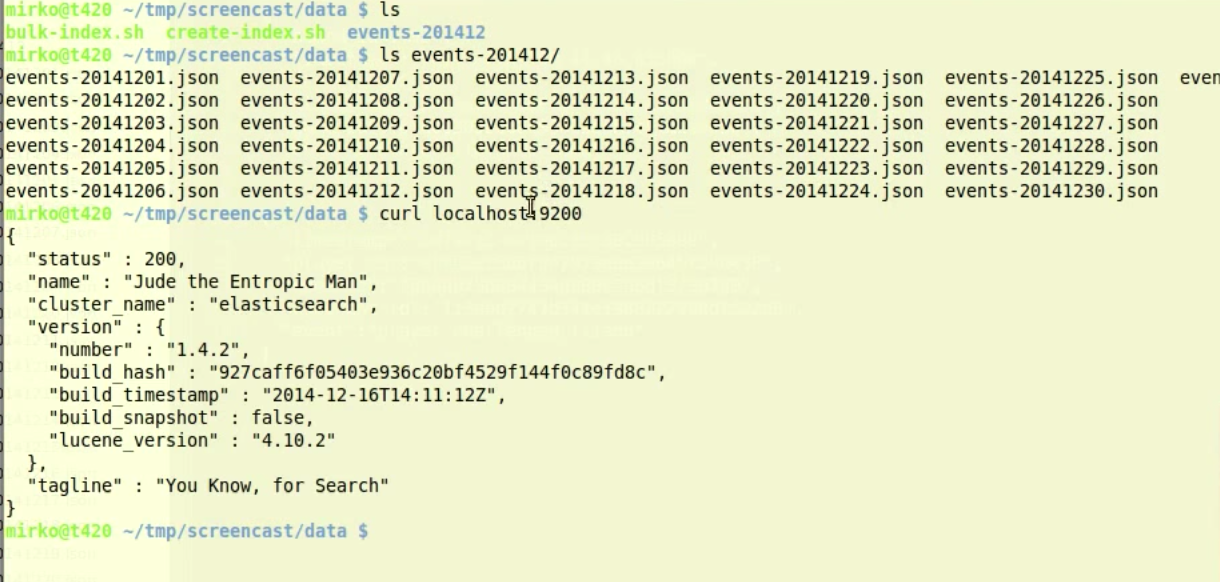 mirko@t420 ~/tmp/screencast/data $ ls
bulk-index.sh create-index.sh events-201412
mirko@t420 ~/tmp/screencast/data $ ls events-201412/
events-20141201.json events-20141207.json events-20141213.json events-20141219.json events-20141225.json even
events-20141202.json events-20141208.json events-20141214.json events-20141220.json events-20141226.json
events-20141203.json events-20141209.json events-20141215.json events-20141221.json events-20141227.json
events-20141204.json events-20141210.json events-20141216.json events-20141222.json events-20141228.json
events-20141205.json events-20141211.json events-20141217.json events-20141223.json events-20141229.json
events-20141206.json events-20141212.json events-20141218.json events-20141224.json events-20141230.json
mirko@t420 ~/tmp/screencast/data $ curl localhost:9200
{
  "status" : 200,
  "name" : "Jude the Entropic Man",
  "cluster_name" : "elasticsearch",
  "version" : {
    "number" : "1.4.2",
    "build_hash" : "927caff6f05403e936c20bf4529f144f0c89fd8c",
    "build_timestamp" : "2014-12-16T14:11:12Z",
    "build_snapshot" : false,
    "lucene_version" : "4.10.2"
  },
  "tagline" : "You Know, for Search"
}
mirko@t420 ~/tmp/screencast/data $